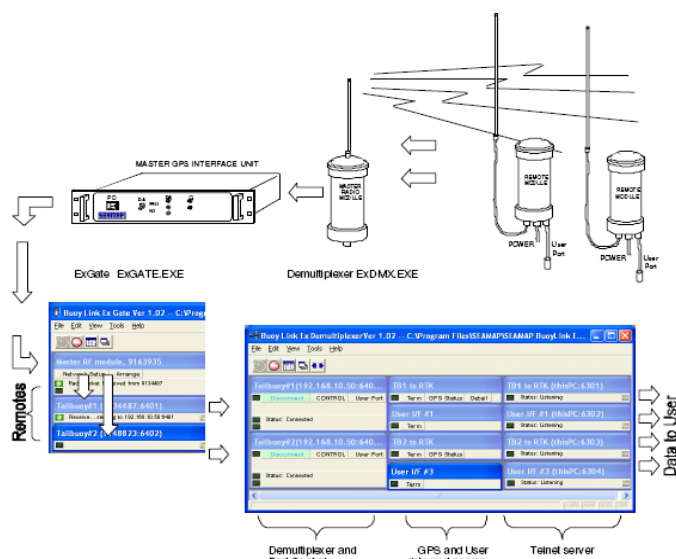 MASTER GPS INTERFACE UNIT
SEAMAP
MASTER
RADIO
MODULE
REMOTE
MODULE
REMOTE
MODULE
POWER
User
Port
POWER
User
Port
ExGate ExGATE.EXE
Demultiplexer ExDMX.EXE
Buoy Link Ex Gate Ver 1.02 -- C:\Progra
File Edit View Tools Help
Master RF module, 9163935
Network Setup Arrange
Tailbuoy#1
Tailbuoy#2
Remotes
Buoy Link Ex DemultiplexerVer 1.02 -- C:\Program Files\SEAMAP\SEAMAP BuoyLink E...
File Edit View Tools Help
Tailbuoy#1(192.168.10.50:640...
Disconnect CONTROL User Port
Status: Connected
Tailbuoy#2(192.168.10.50:640...
Disconnect CONTROL User Port
Status: Connected
TB1 to RTK
Term GPS Status Detail
User I/F #1
Term
TB2 to RTK
Term GPS Status
User I/F #3
Term
TB1 to RTK (thisPC:6301)
Status: Listening
User I/F #1 (thisPC:6302)
Status: Listening
TB2 to RTK (thisPC:6303)
Status: Listening
User I/F #3 (thisPC:6304)
Status: Listening
Data to User
Demultiplexer and
GPS and User
Telnet server